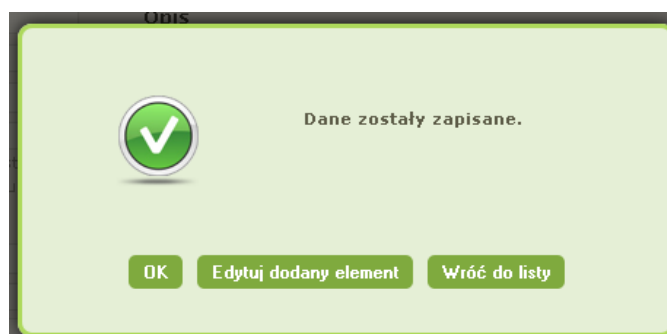 Opis
Dane zostały zapisane.
OK Edytuj dodany element Wróć do listy